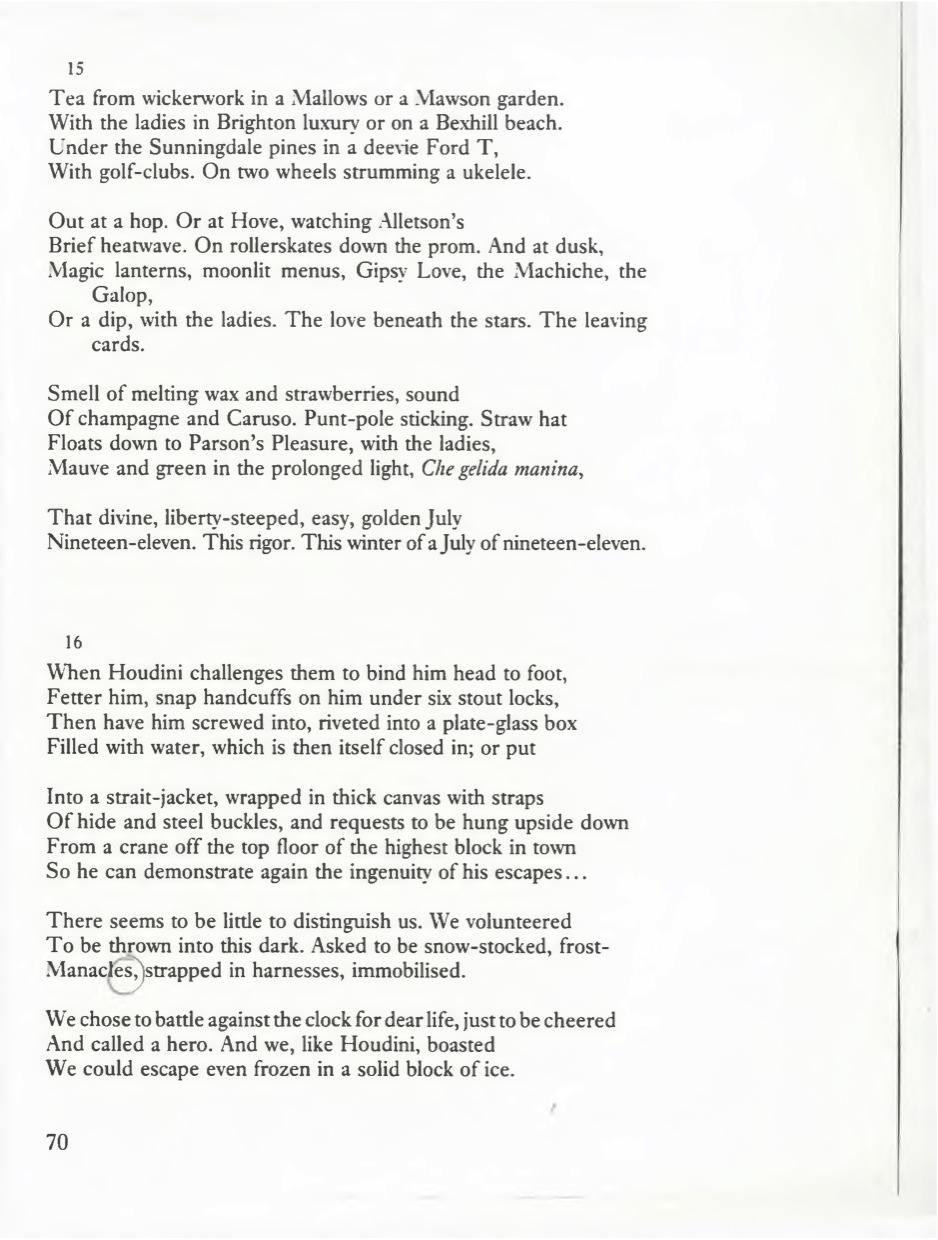 15
Tea from wickerwork in a Mallows or a Mawson garden.
With the ladies in Brighton luxury or on a Bexhill beach.
Under the Sunningdale pines in a deevie Ford T,
With golf-clubs. On two wheels strumming a ukelele.
Out at a hop. Or at Hove, watching Alletson's
Brief heatwave. On rollerskates down the prom. And at dusk,
Magic lanterns, moonlit menus, Gipsy Love, the Machiche, the
Galop,
Or a dip, with the ladies. The love beneath the stars. The leaving
cards.
Smell of melting wax and strawberries, sound
Of champagne and Caruso. Punt-pole sticking. Straw hat
Floats down to Parson's Pleasure, with the ladies,
Mauve and green in the prolonged light, Che gelida manina,
That divine, liberty-steeped, easy, golden July
Nineteen-eleven. This rigor. This winter of a July of nineteen-eleven.
16
When Houdini challenges them to bind him head to foot,
Fetter him, snap handcuffs on him under six stout locks,
Then have him screwed into, riveted into a plate-glass box
Filled with water, which is then itself closed in; or put
Into a strait-jacket, wrapped in thick canvas with straps
Of hide and steel buckles, and requests to be hung upside down
From a crane off the top floor of the highest block in town
So he can demonstrate again the ingenuity of his escapes...
There seems to be little to distinguish us. We volunteered
To be thrown into this dark. Asked to be snow-stocked, frost-
Manacles, strapped in harnesses, immobilised.
We chose to battle against the clock for dear life, just to be cheered
And called a hero. And we, like Houdini, boasted
We could escape even frozen in a solid block of ice.
70